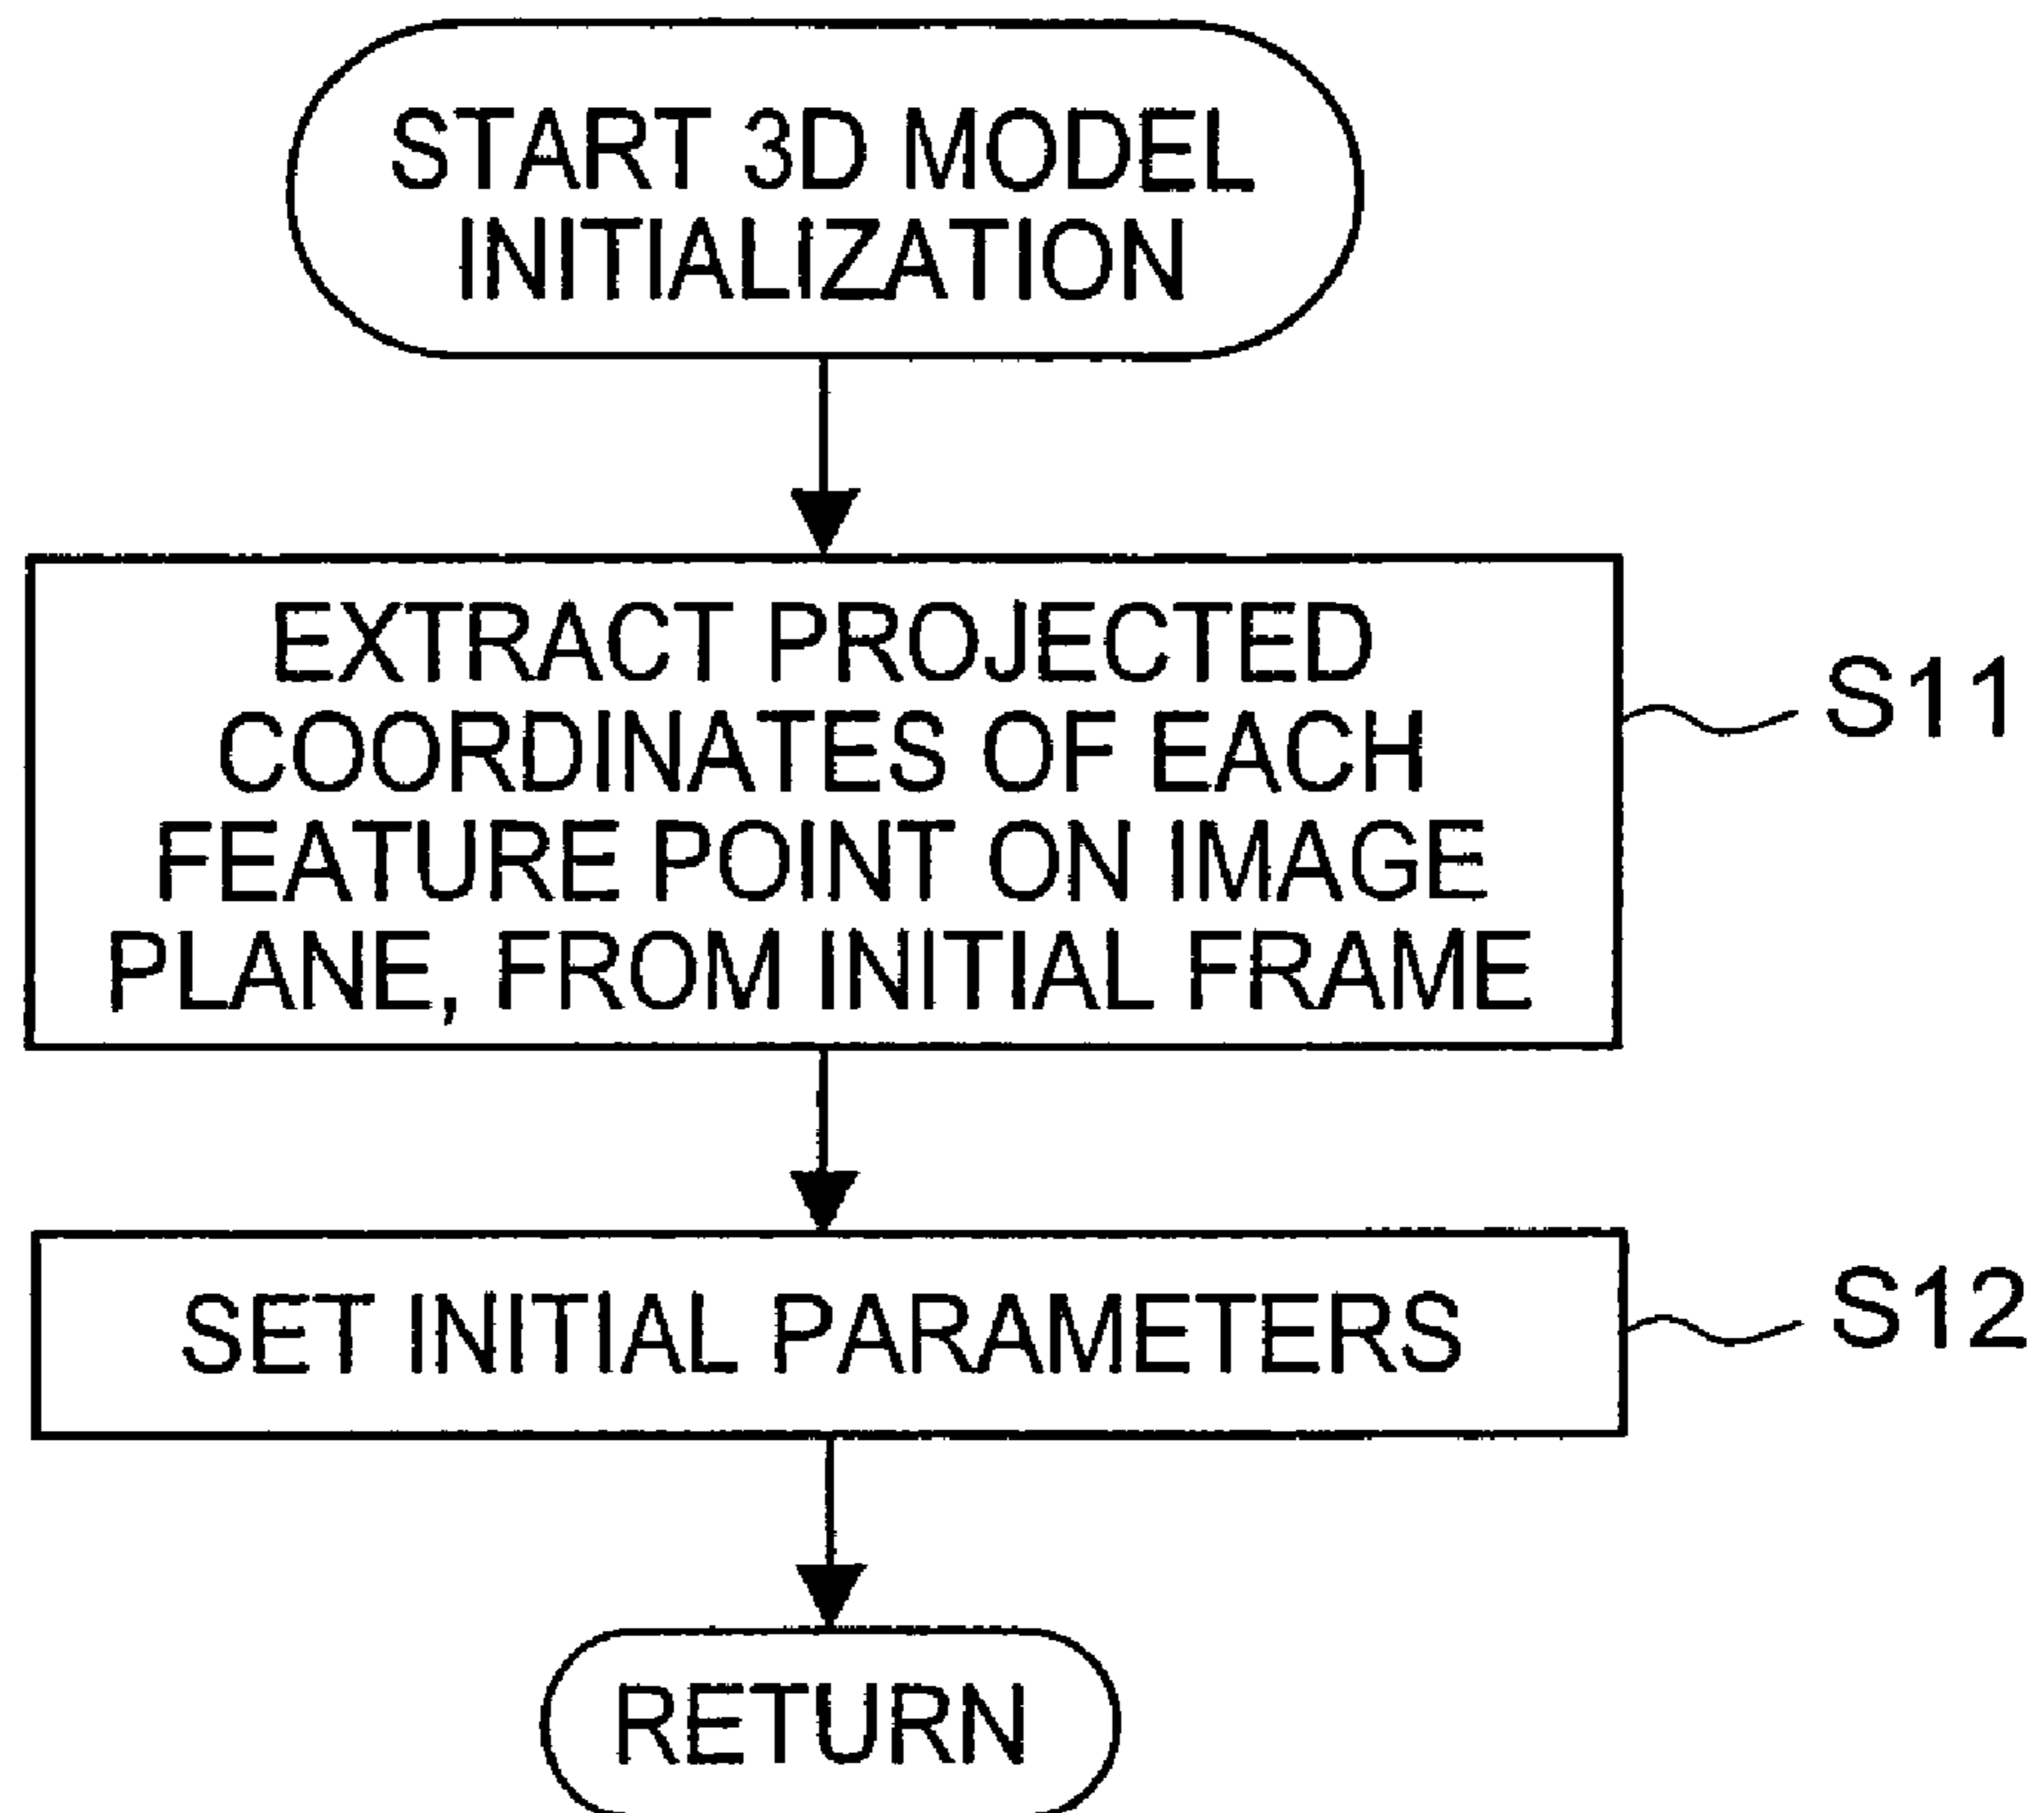 START 3D MODEL
INITIALIZATION
EXTRACT PROJECTED
COORDINATES OF EACH
FEATURE POINT ON IMAGE
PLANE, FROM INITIAL FRAME
S11
SET INITIAL PARAMETERS
S12
RETURN